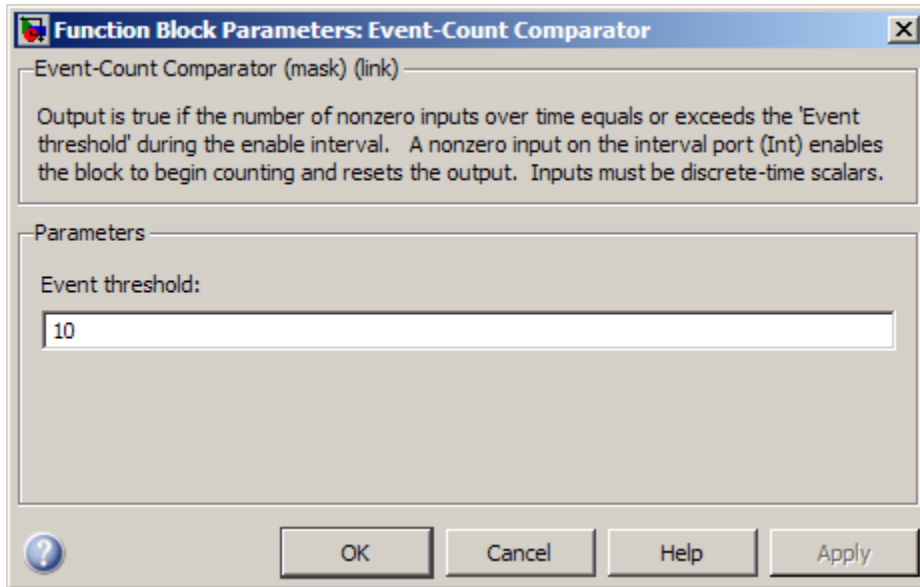 Function Block Parameters: Event-Count Comparator
Event-Count Comparator (mask) (link)
Output is true if the number of nonzero inputs over time equals or exceeds the 'Event
threshold' during the enable interval.   A nonzero input on the interval port (Int) enables
the block to begin counting and resets the output.  Inputs must be discrete-time scalars.
Parameters
Event threshold:
10
OK Cancel Help Apply